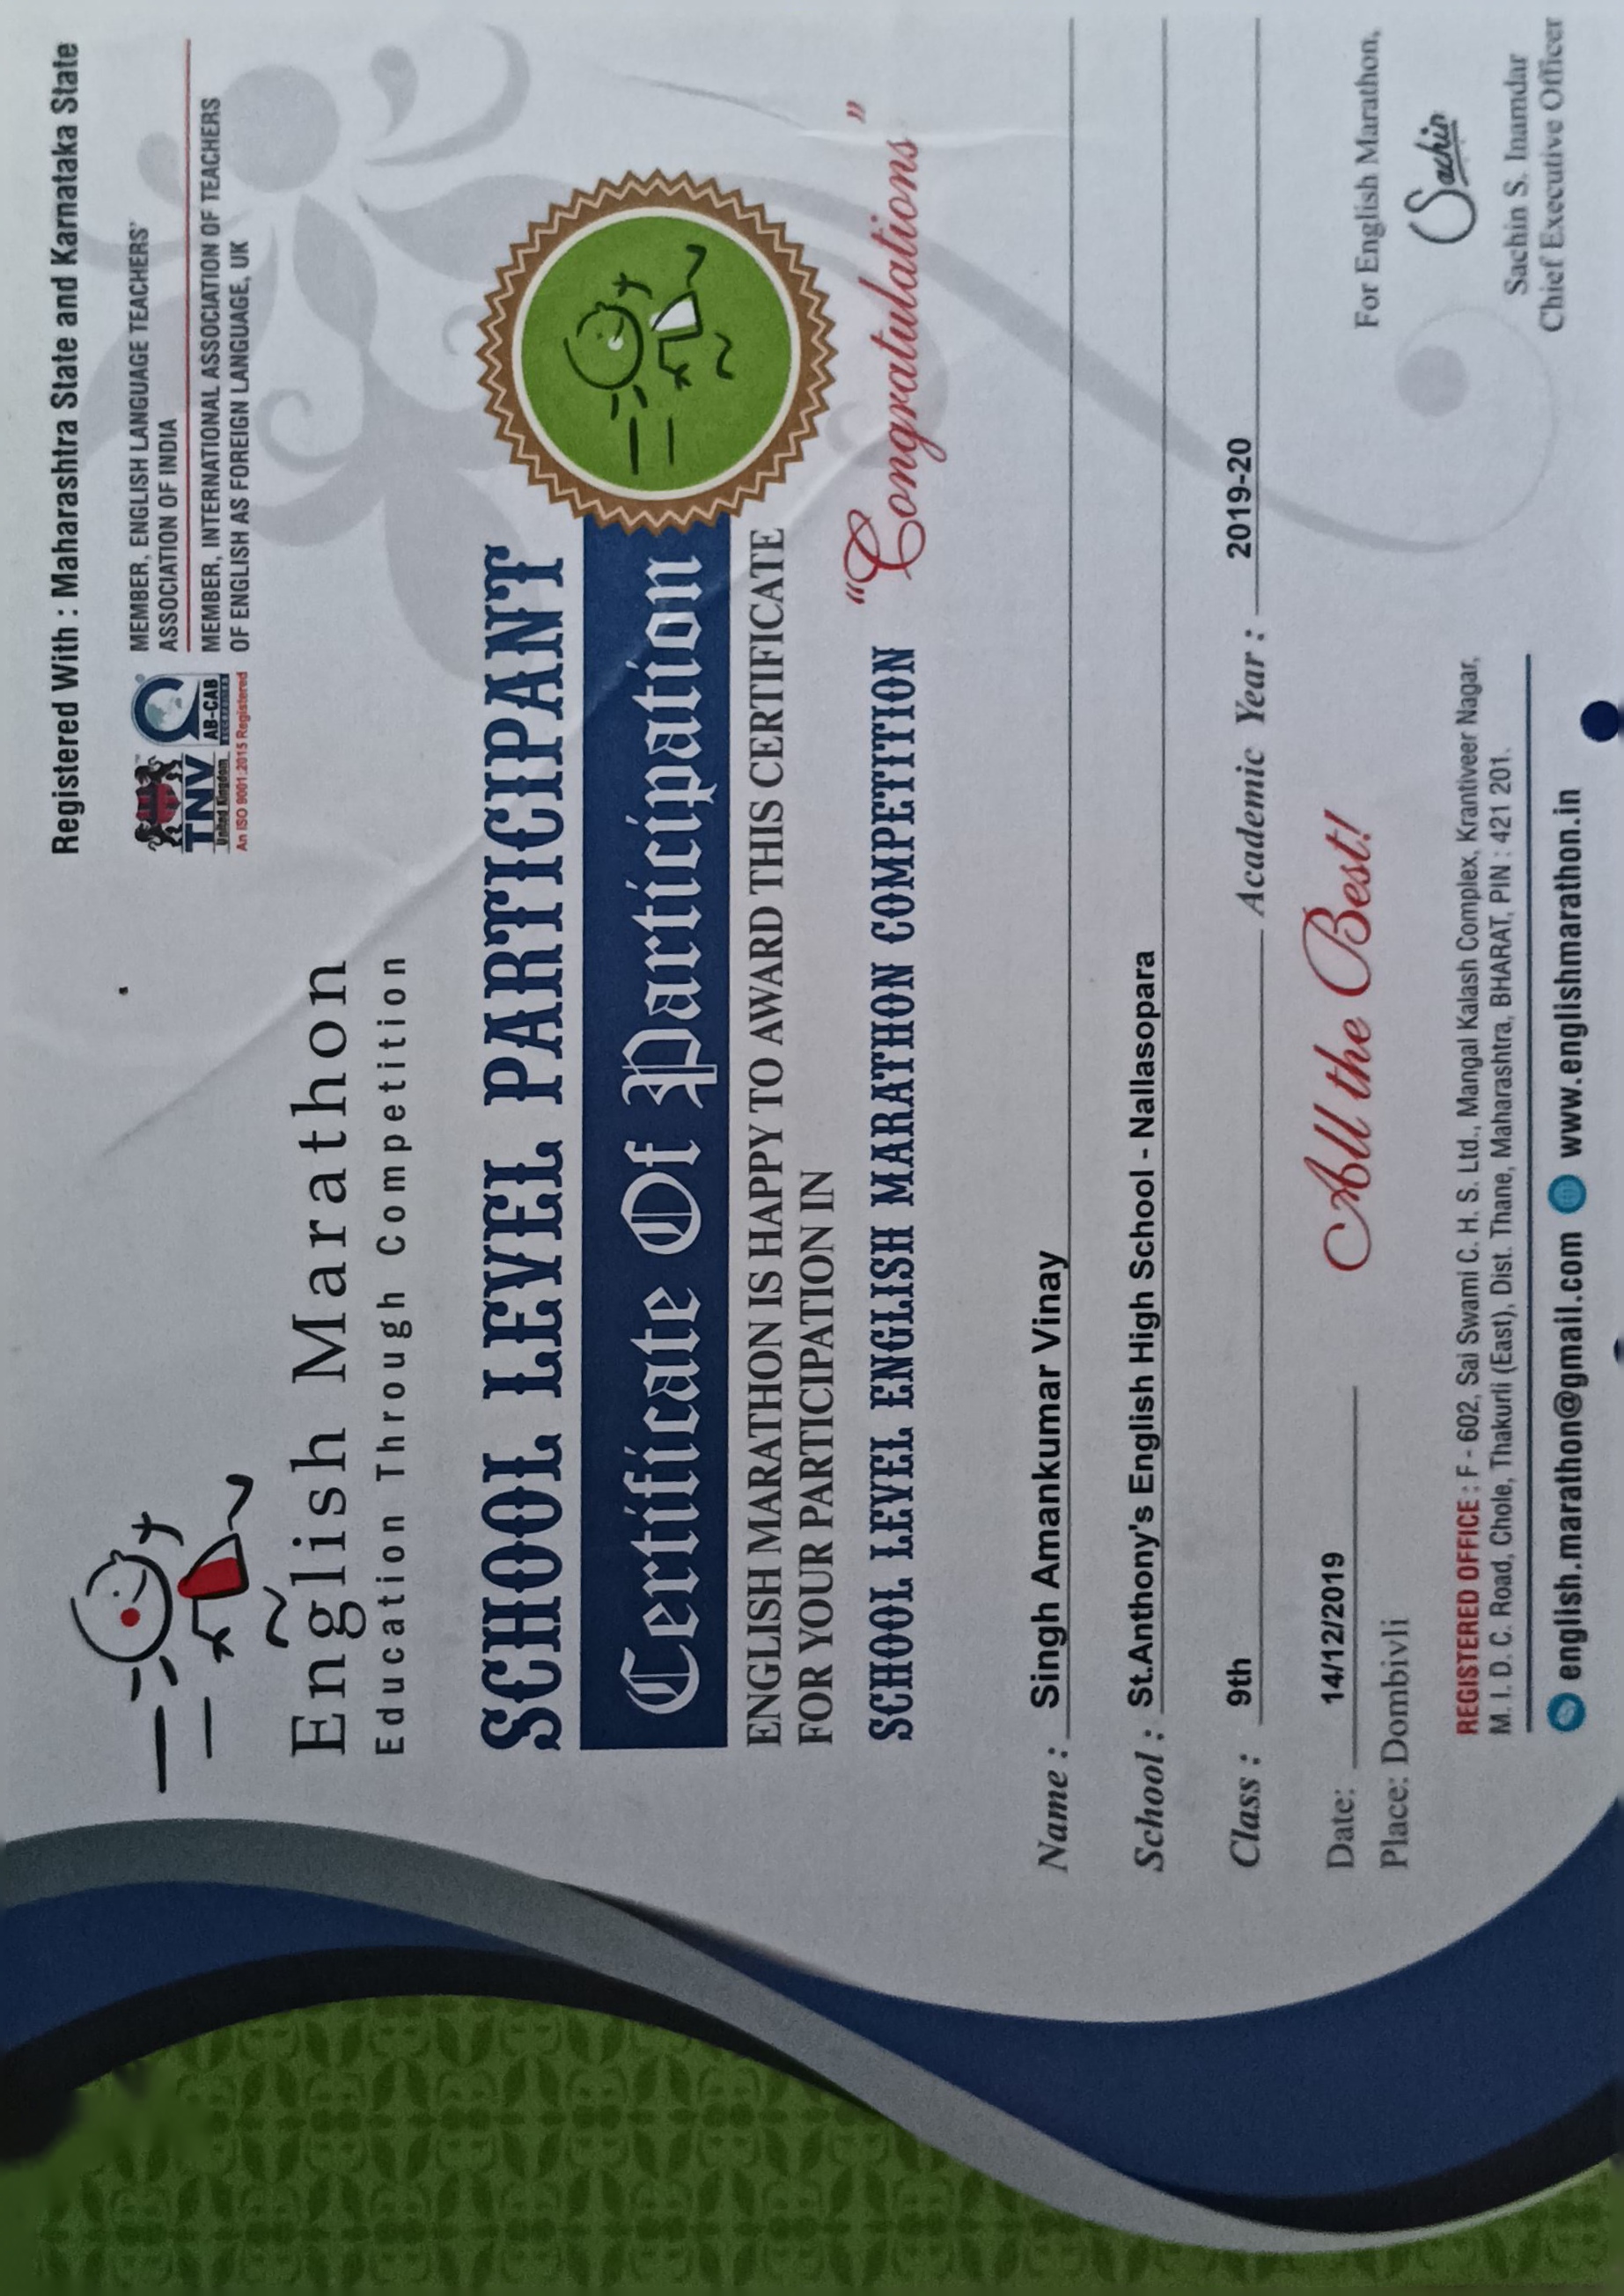 Registered With : Maharashtra State and Karnataka State
TNV
United Kingdom
AB-CAB
An ISO 9001:2015 Registered
MEMBER, ENGLISH LANGUAGE TEACHERS'
ASSOCIATION OF INDIA
MEMBER, INTERNATIONAL ASSOCIATION OF TEACHERS
OF ENGLISH AS FOREIGN LANGUAGE, UK
English Marathon
Education Through Competition
SCHOOL LEVEL PARTICIPANT
Certificate Of Participation
ENGLISH MARATHON IS HAPPY TO AWARD THIS CERTIFICATE
FOR YOUR PARTICIPATION IN
SCHOOL LEVEL ENGLISH MARATHON COMPETITION
"Congratulations"
Name : Singh Amankumar Vinay
School : St.Anthony's English High School - Nallasopara
Class : 9th Academic Year : 2019-20
Date: 14/12/2019
Place: Dombivli
All the Best!
For English Marathon,
Sachin
Sachin S. Inamdar
Chief Executive Officer
REGISTERED OFFICE : F - 602, Sai Swami C. H. S. Ltd., Mangal Kalash Complex, Krantiveer Nagar,
M. I. D. C. Road, Chole, Thakurli (East), Dist. Thane, Maharashtra, BHARAT, PIN : 421 201.
english.marathon@gmail.com www.englishmarathon.in